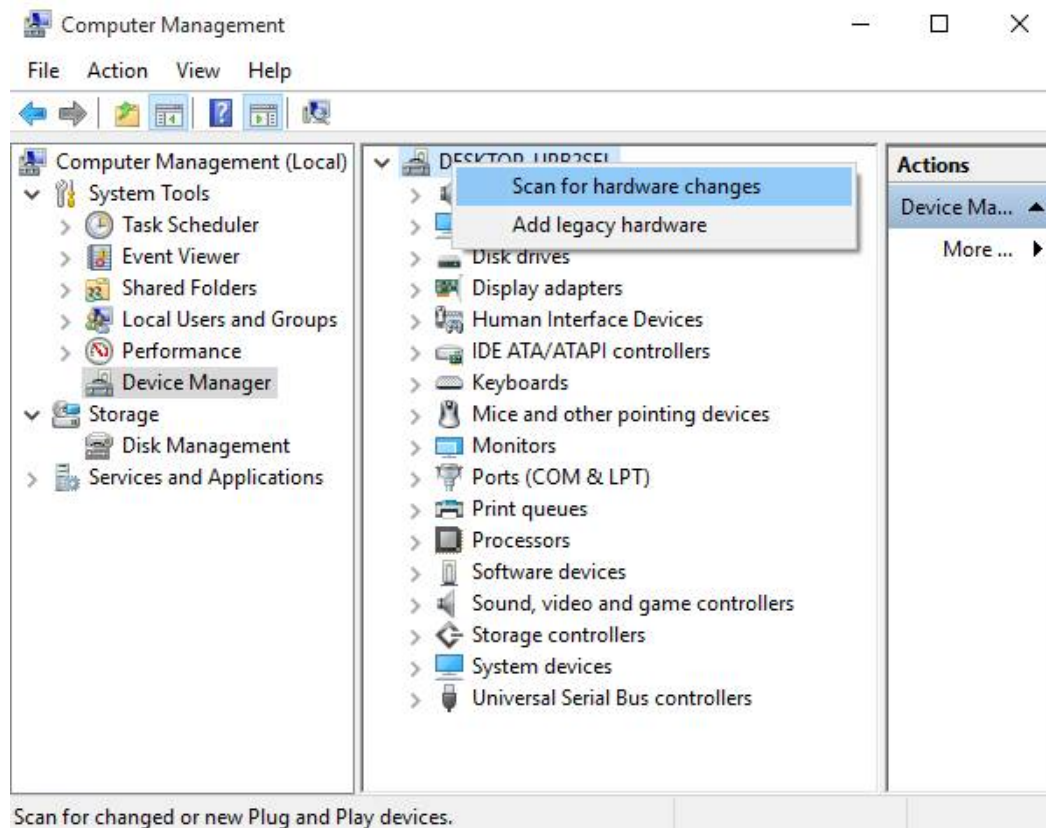 Computer Management
File Action View Help
Computer Management (Local)
System Tools
Task Scheduler
Event Viewer
Shared Folders
Local Users and Groups
Performance
Device Manager
Storage
Disk Management
Services and Applications
Scan for hardware changes
Add legacy hardware
Disk drives
Display adapters
Human Interface Devices
IDE ATA/ATAPI controllers
Keyboards
Mice and other pointing devices
Monitors
Ports (COM & LPT)
Print queues
Processors
Software devices
Sound, video and game controllers
Storage controllers
System devices
Universal Serial Bus controllers
Actions
Device Ma...
More ...
Scan for changed or new Plug and Play devices.